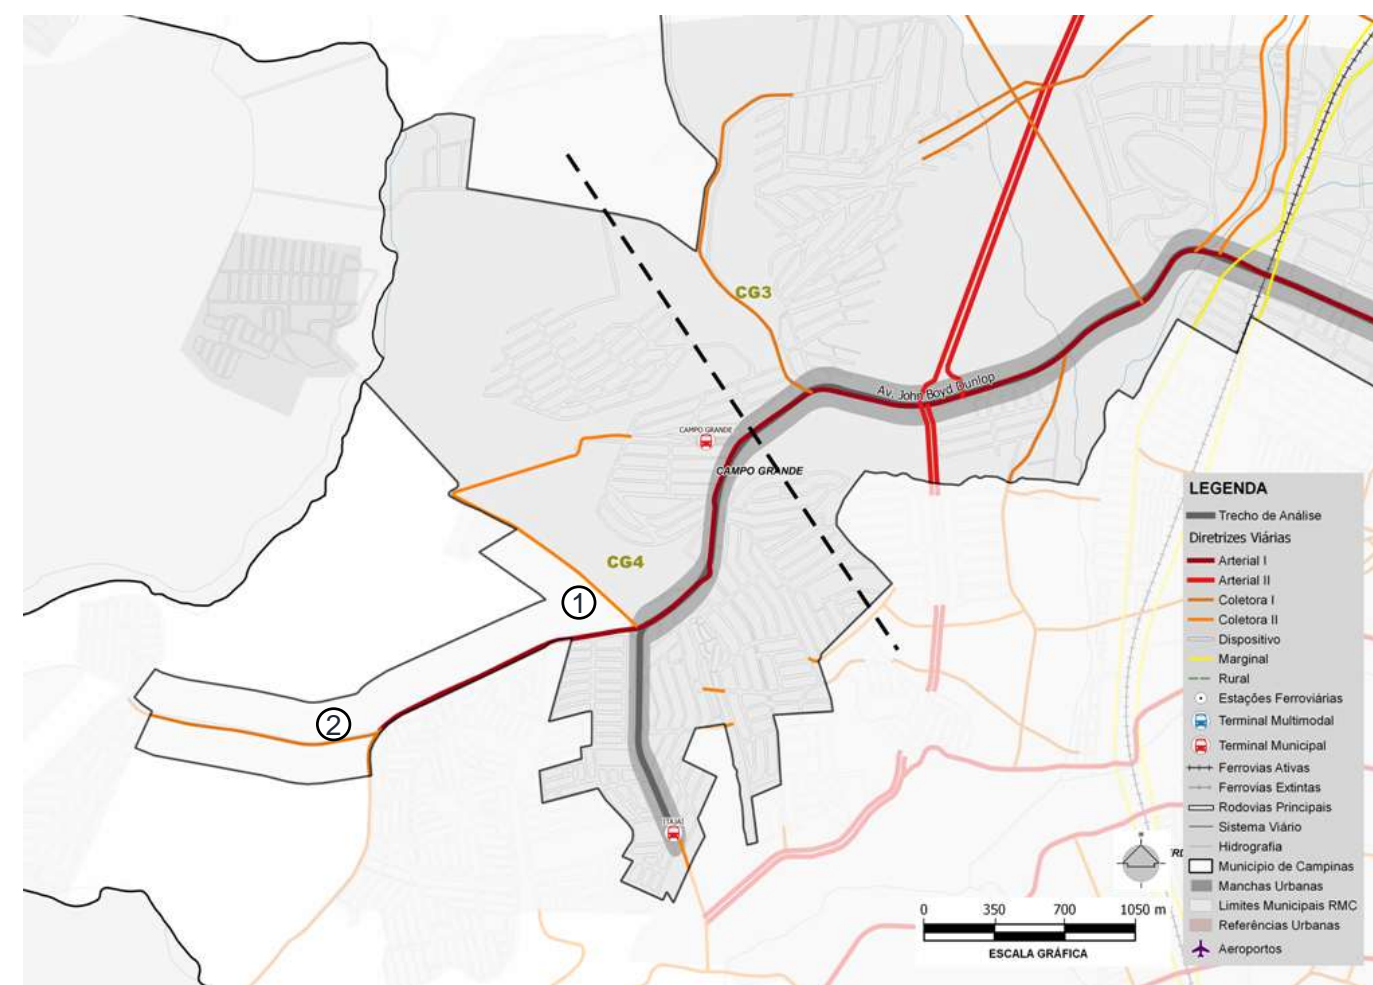 CG3
Av. John Boyd Dunlop
CAMPO GRANDE
CAMPO GRANDE
CG4
1
2
ITAJAÍ
LEGENDA
Trecho de Análise
Diretrizes Viárias
Arterial I
Arterial II
Coletora I
Coletora II
Dispositivo
Marginal
Rural
Estações Ferroviárias
Terminal Multimodal
Terminal Municipal
Ferrovias Ativas
Ferrovias Extintas
Rodovias Principais
Sistema Viário
Hidrografia
Municipio de Campinas
Manchas Urbanas
Limites Municipais RMC
Referências Urbanas
Aeroportos
0 350 700 1050 m
ESCALA GRÁFICA